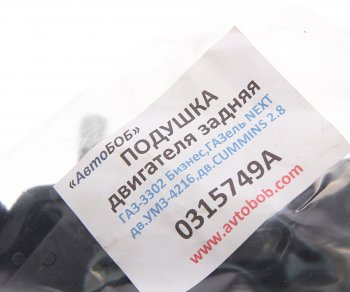 «АвтоБОБ»
ПОДУШКА
двигателя задняя
ГАЗ-3302 Бизнес,ГАЗель NEXT
дв.УМЗ-4216,дв.CUMMINS 2.8
0315749А
www.avtobob.com